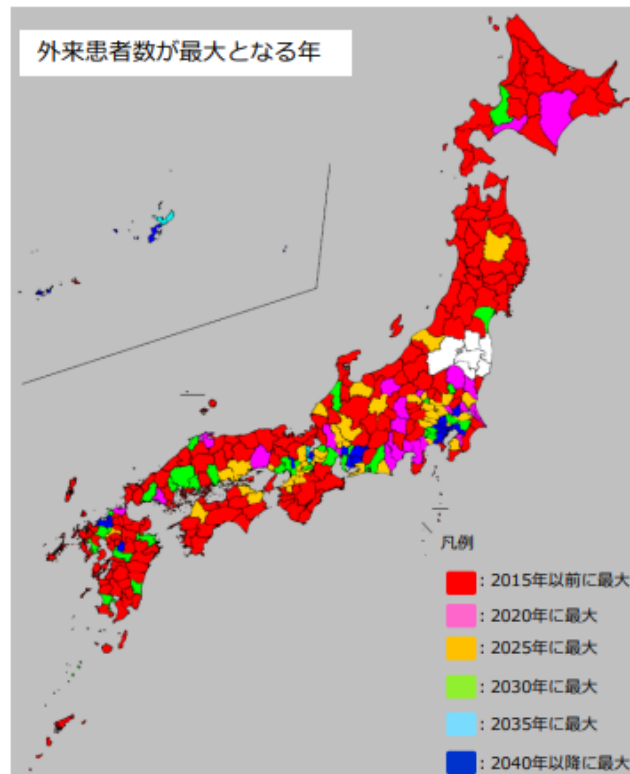 外来患者数が最大となる年
凡例
: 2015年以前に最大
: 2020年に最大
: 2025年に最大
: 2030年に最大
: 2035年に最大
: 2040年以降に最大